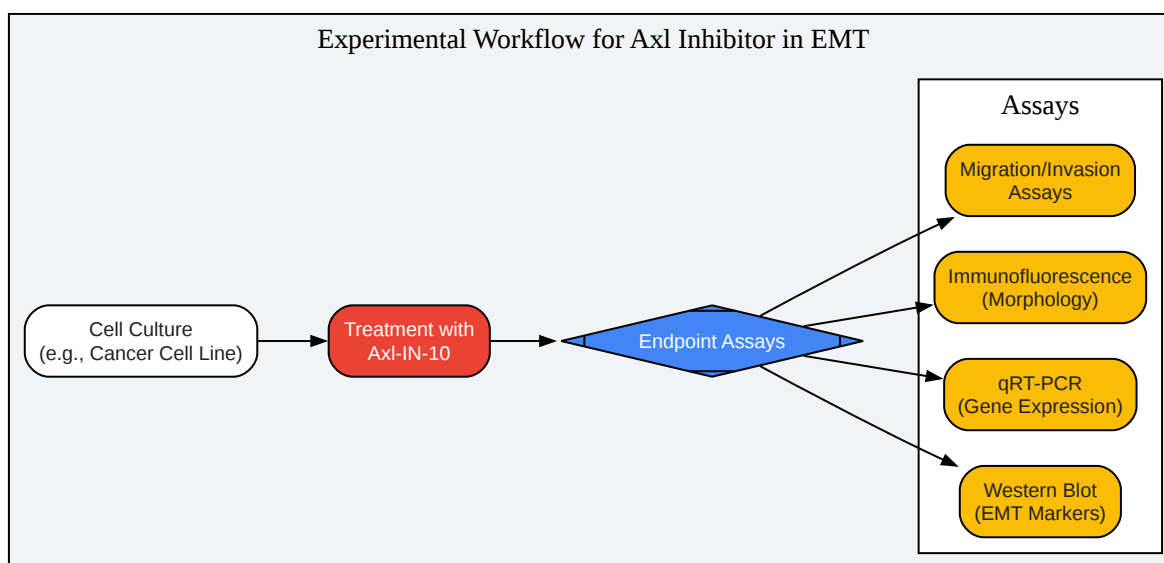 Experimental Workflow for Axl Inhibitor in EMT
Cell Culture
(e.g., Cancer Cell Line)
Treatment with
Axl-IN-10
Endpoint Assays
Assays
Migration/Invasion
Assays
Immunofluorescence
(Morphology)
qRT-PCR
(Gene Expression)
Western Blot
(EMT Markers)